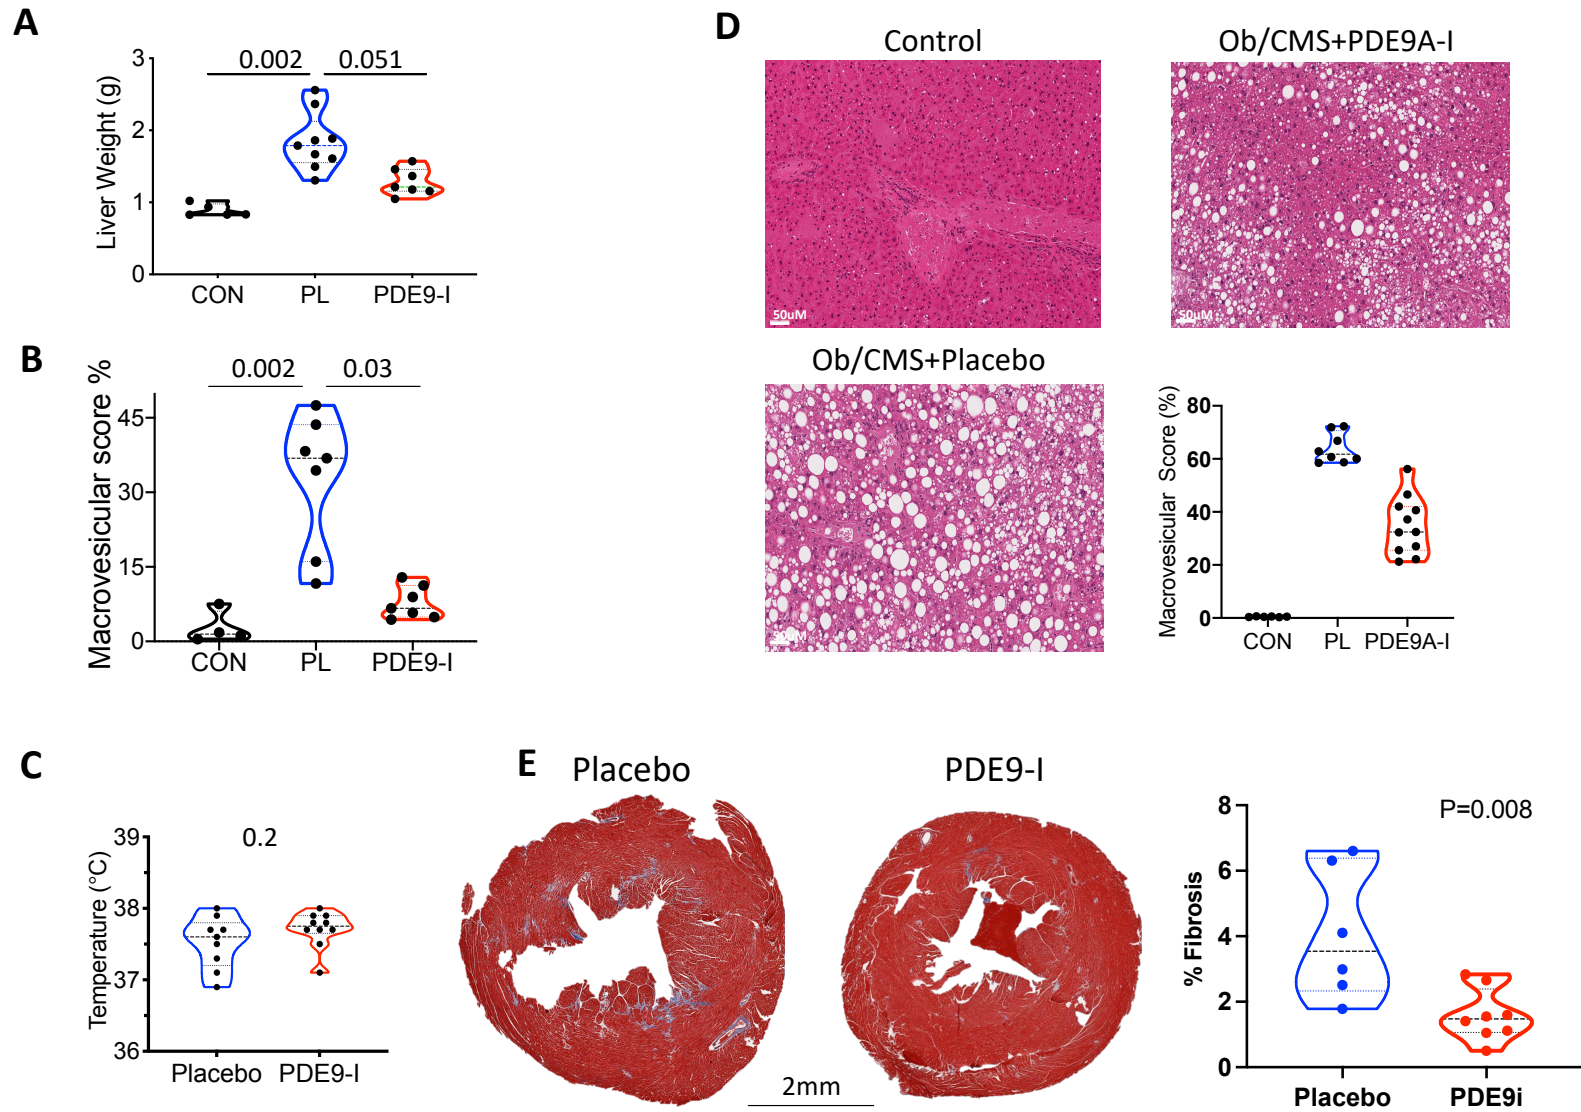 A
Liver Weight (g)
3
2
1
0
0.002
0.051
CON
PL
PDE9-I
B
Macrovesicular score %
45
30
15
0
0.002
0.03
CON
PL
PDE9-I
C
Temperature (°C)
39
38
37
36
0.2
Placebo
PDE9-I
D
Control
50uM
Ob/CMS+PDE9A-I
50uM
Ob/CMS+Placebo
50uM
Macrovesicular Score (%)
80
60
40
20
0
CON
PL
PDE9A-I
E
Placebo
PDE9-I
2mm
% Fibrosis
8
6
4
2
0
P=0.008
Placebo
PDE9i